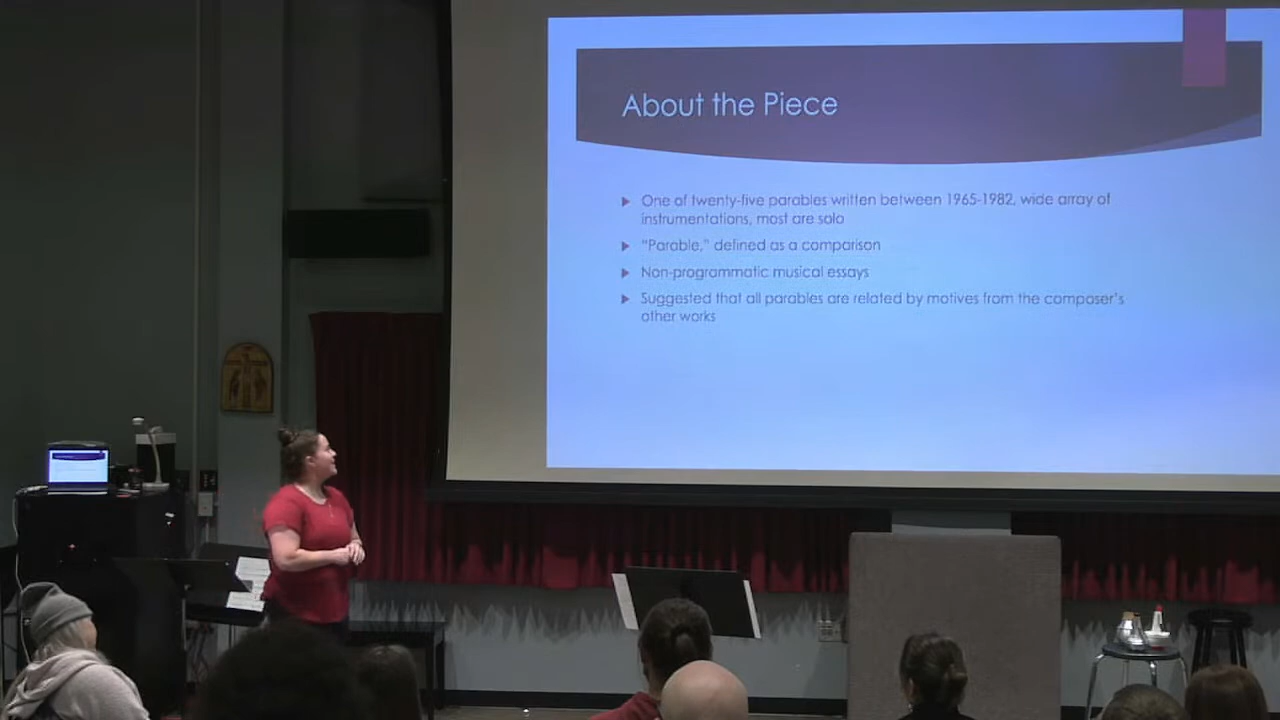 About the Piece
One of twenty-five parables written between 1965-1982, wide array of
instrumentations, most are solo
"Parable," defined as a comparison
Non-programmatic musical essays
Suggested that all parables are related by motives from the composer's
other works